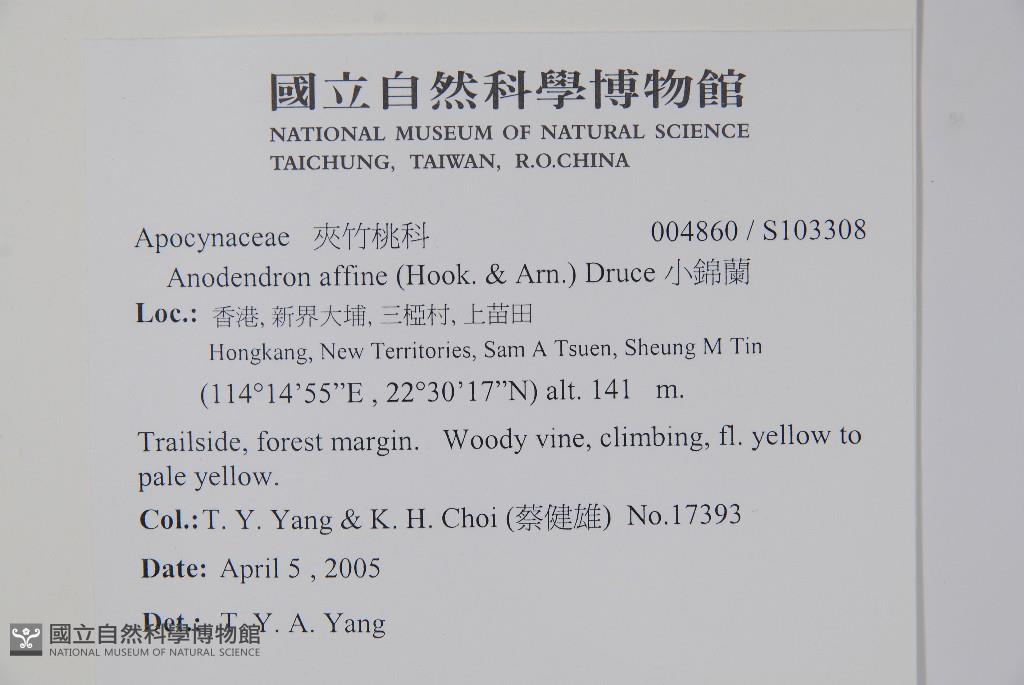 國立自然科學博物館
NATIONAL MUSEUM OF NATURAL SCIENCE
TAICHUNG, TAIWAN, R.O.CHINA
Apocynaceae 夾竹桃科 004860 / S103308
Anodendron affine (Hook. & Arn.) Druce 小錦蘭
Loc.: 香港, 新界大埔, 三椏村, 上苗田
Hongkang, New Territories, Sam A Tsuen, Sheung M Tin
(114°14’55”E , 22°30’17”N) alt. 141 m.
Trailside, forest margin. Woody vine, climbing, fl. yellow to
pale yellow.
Col.: T. Y. Yang & K. H. Choi (蔡健雄) No.17393
Date: April 5 , 2005
Det.: T. Y. A. Yang
國立自然科學博物館
NATIONAL MUSEUM OF NATURAL SCIENCE